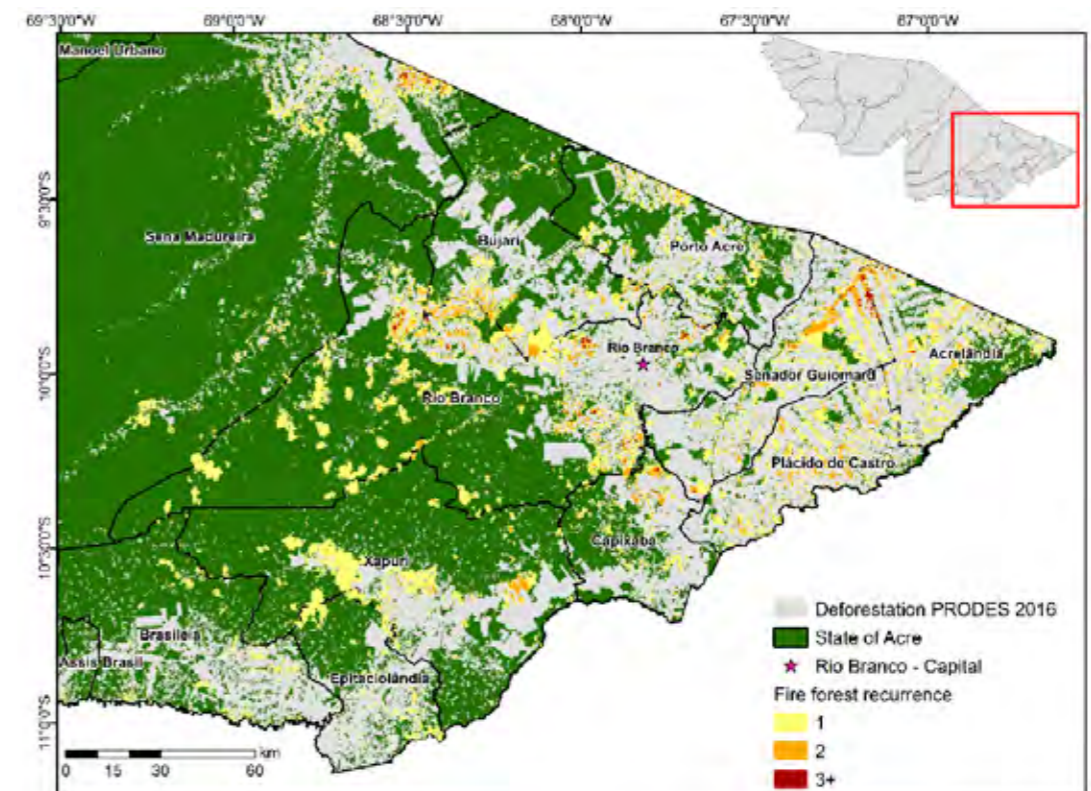 69°30'0"W 69°0'0"W 68°30'0"W 68°0'0"W 67°30'0"W 67°0'0"W
Manoel Urbano
9°30'0"S
Sena Madureira
Bujari
Porto Acre
Rio Branco
10°0'0"S
Acrelândia
Senador Guiomard
Rio Branco
Plácido de Castro
10°30'0"S
Capixaba
Xapuri
Brasileia
Assis Brasil
Epitaciolândia
11°0'0"S
Deforestation PRODES 2016
State of Acre
Rio Branco - Capital
Fire forest recurrence
1
2
3+
km
0 15 30 60